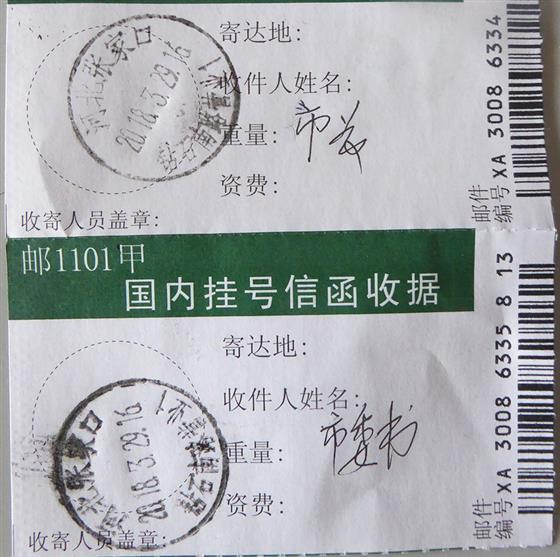 寄达地:
收件人姓名:
重量:
资费:
收寄人员盖章:
邮件
编号 XA 3008 6334
河北张家口
2018.3.29.16
邮1101甲
国内挂号信函收据
寄达地:
收件人姓名:
市委书
重量:
资费:
收寄人员盖章:
邮件
编号 XA 3008 6335 8 13
河北张家口
2018.3.29.16